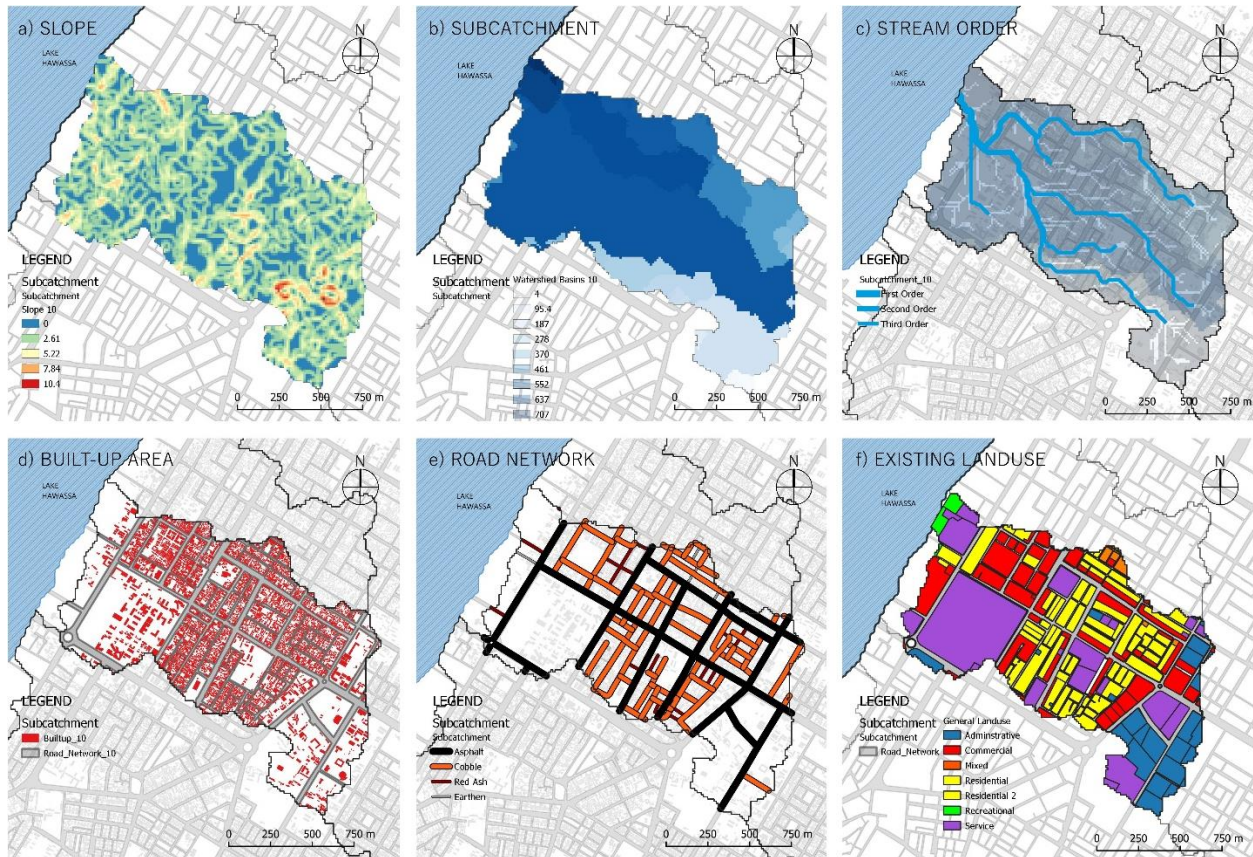 a) SLOPE
N
LAKE
HAWASSA
LEGEND
Subcatchment
Subcatchment
Slope 10
0
2.61
5.22
7.84
10.4
0 250 500 750 m
b) SUBCATCHMENT
N
LAKE
HAWASSA
LEGEND
Subcatchment
Subcatchment
Watershed Basins 10
4
95.4
187
278
370
461
552
637
707
0 250 500 750 m
c) STREAM ORDER
N
LAKE
HAWASSA
LEGEND
Subcatchment_10
First Order
Second Order
Third Order
0 250 500 750 m
d) BUILT-UP AREA
N
LAKE
HAWASSA
LEGEND
Subcatchment
Builtup_10
Road_Network_10
0 250 500 750 m
e) ROAD NETWORK
N
LAKE
HAWASSA
LEGEND
Subcatchment
Subcatchment
Asphalt
Cobble
Red Ash
Earthen
0 250 500 750 m
f) EXISTING LANDUSE
N
LAKE
HAWASSA
LEGEND
Subcatchment
Subcatchment
Road_Network
General Landuse
Adminstrative
Commercial
Mixed
Residential
Residential 2
Recreational
Service
0 250 500 750 m